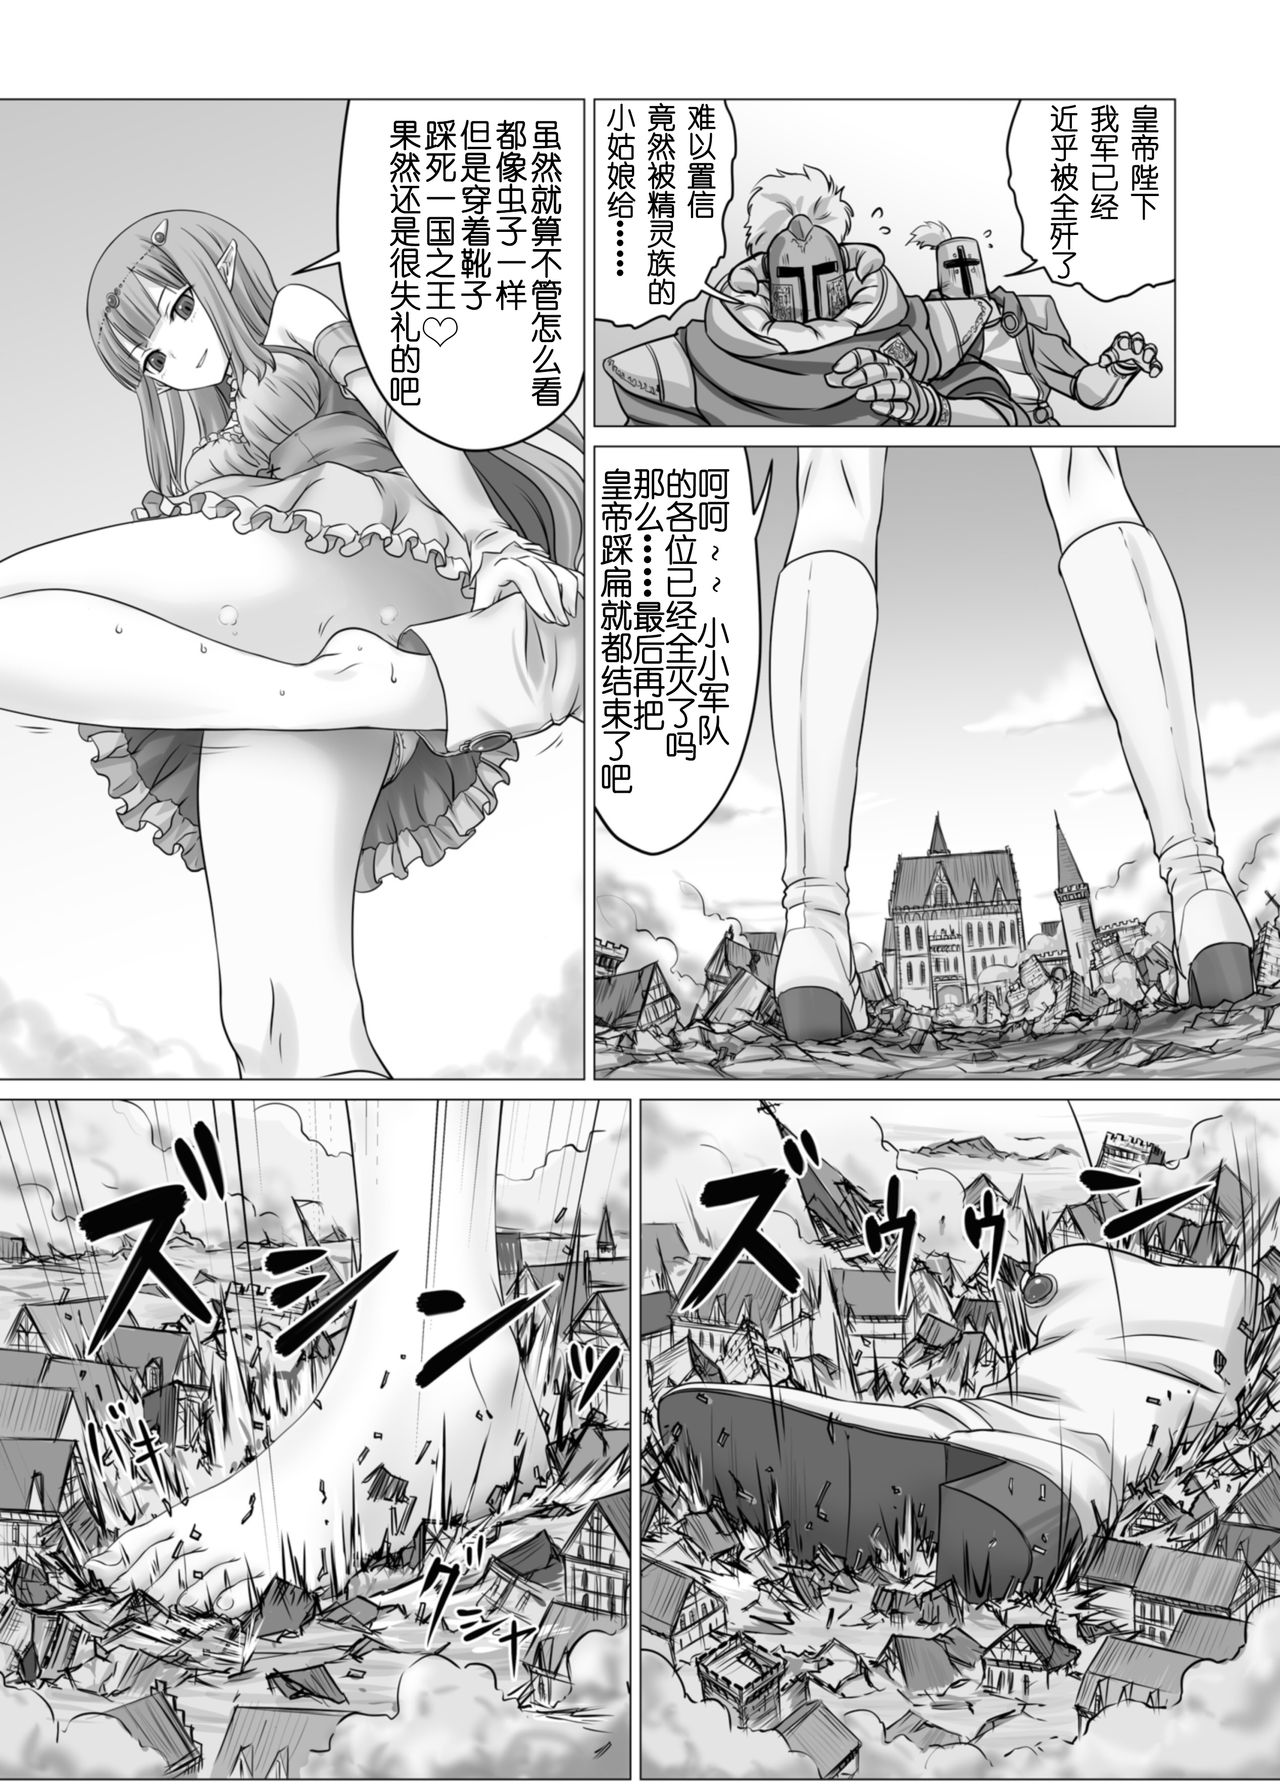 皇帝陛下
我军已经
近乎被全歼了
难以置信
竟然被精灵族的
小姑娘给……
呵呵~~小小军队
的各位已经全灭了吗
那么……最后再把
皇帝踩扁就都结束了吧
虽然就算不管怎么看
都像虫子一样
但是穿着靴子
踩死一国之王♡
果然还是很失礼的吧
ズゥゥン
ズシン
ズッ
バキ
グシャ